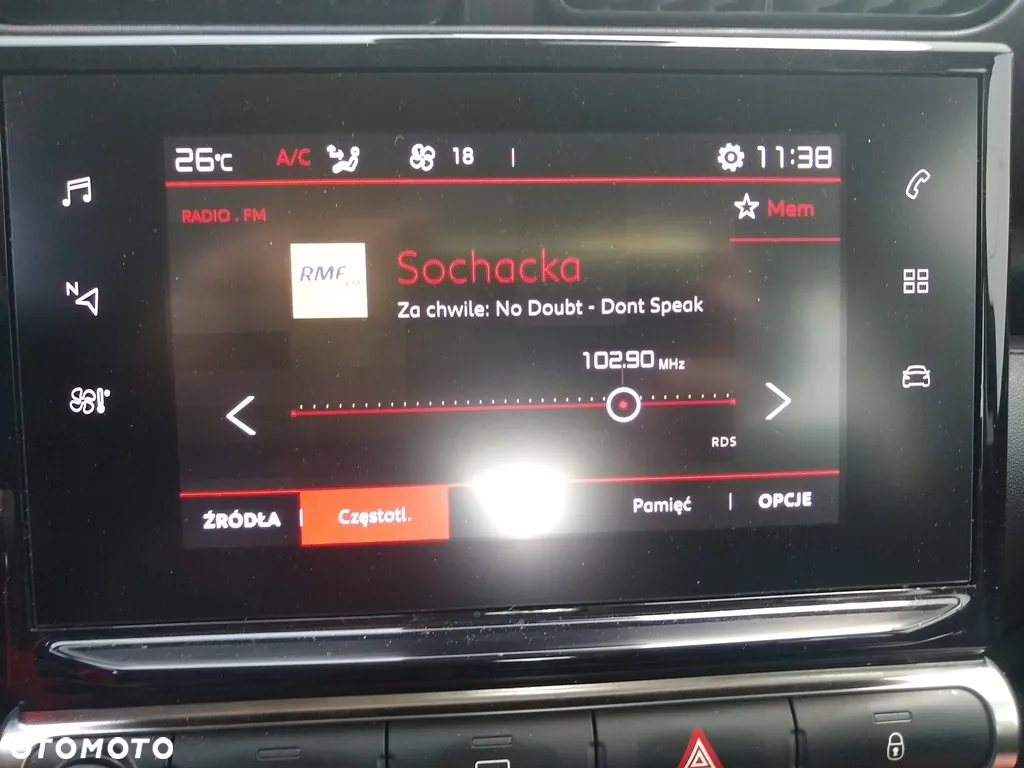 26°C A/C 18 | 11:38
RADIO . FM
Mem
RMF FM
Sochacka
Za chwile: No Doubt - Dont Speak
102.90 MHz
RDS
ŹRÓDŁA
Częstotl.
Pamięć | OPCJE
N
OTOMOTO